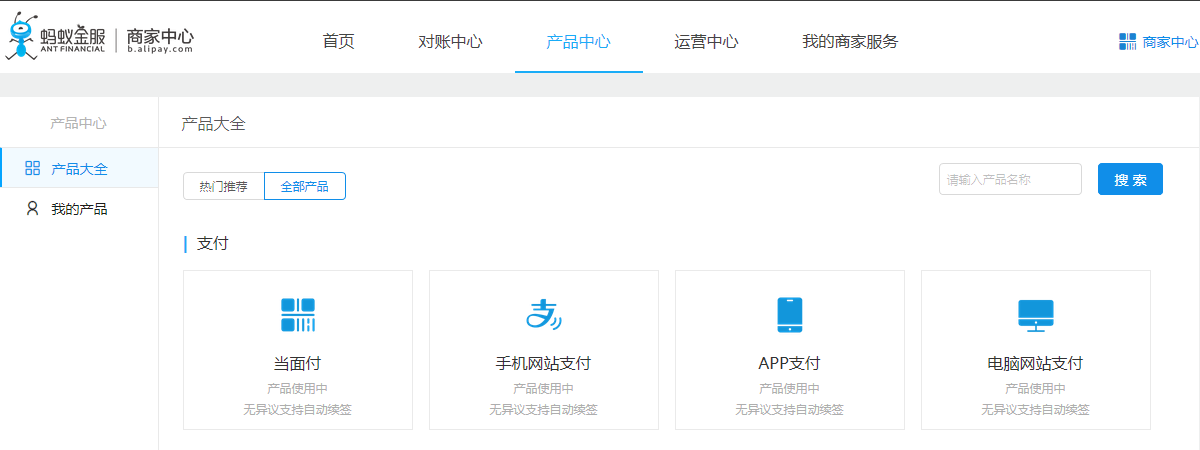 蚂蚁金服 商家中心
ANT FINANCIAL b.alipay.com
首页 对账中心 产品中心 运营中心 我的商家服务 商家中心
产品中心 产品大全
产品大全
热门推荐 全部产品 请输入产品名称 搜 索
我的产品
支付
当面付 手机网站支付 APP支付 电脑网站支付
产品使用中 产品使用中 产品使用中 产品使用中
无异议支持自动续签 无异议支持自动续签 无异议支持自动续签 无异议支持自动续签